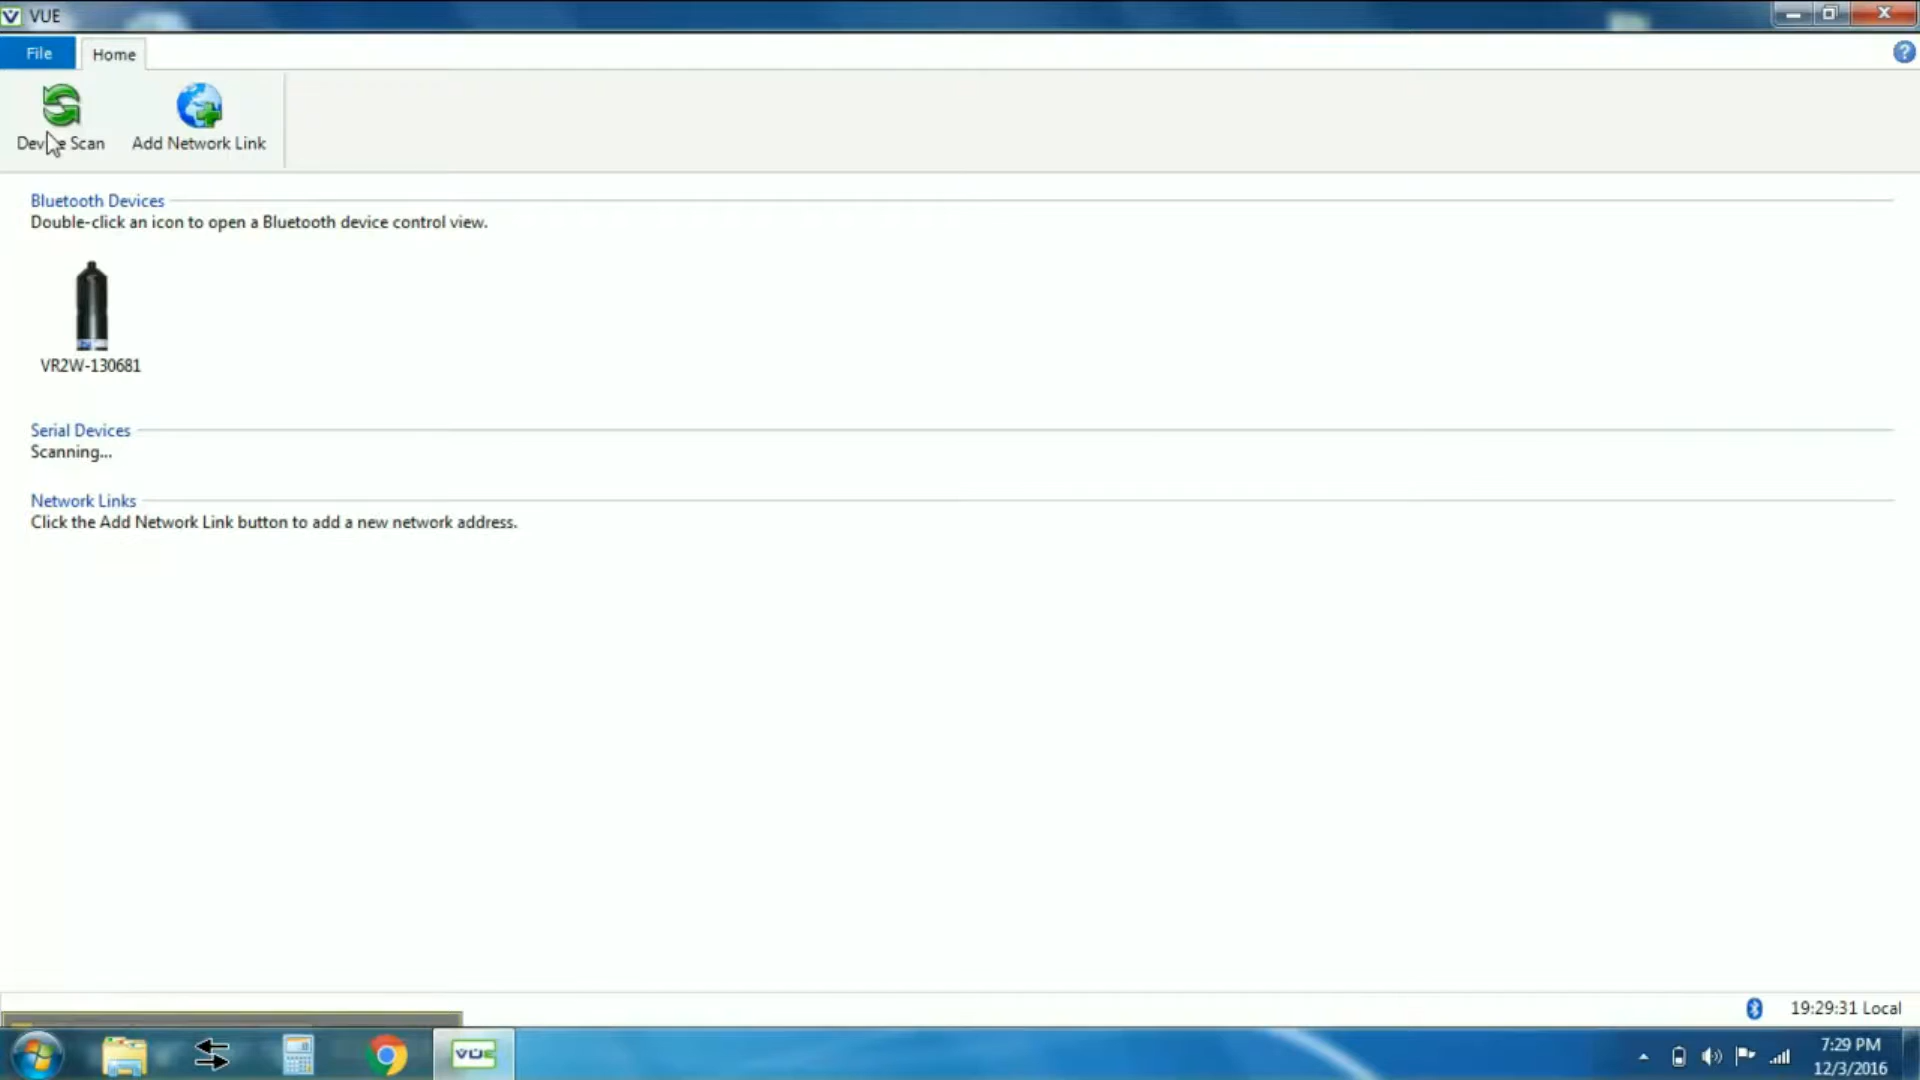 VUE
File
Home
Device Scan
Add Network Link
Bluetooth Devices
Double-click an icon to open a Bluetooth device control view.
VR2W-130681
Serial Devices
Scanning...
Network Links
Click the Add Network Link button to add a new network address.
19:29:31 Local
VUE
7:29 PM
12/3/2016